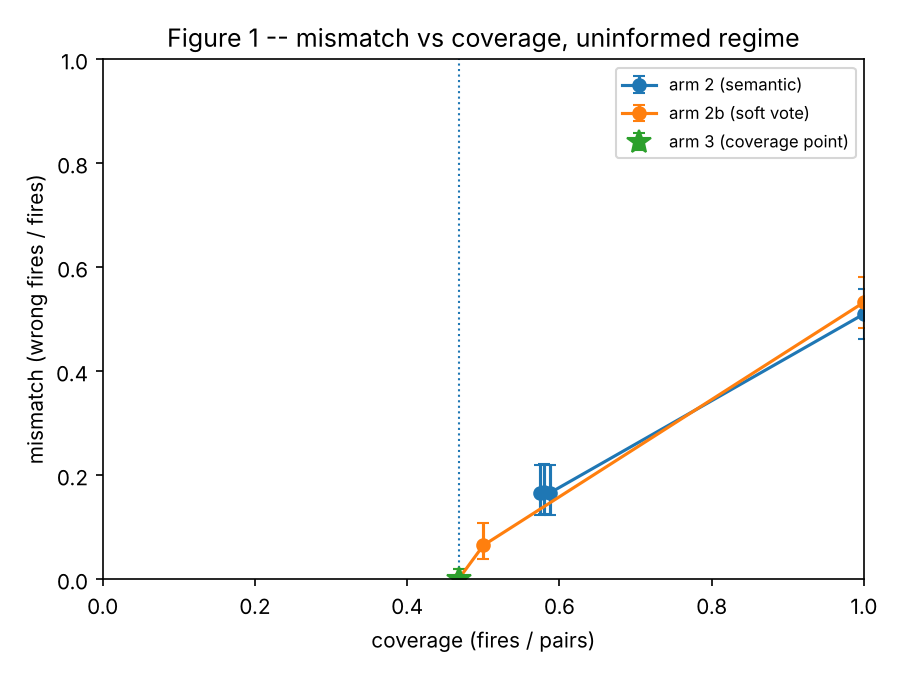 Figure 1 -- mismatch vs coverage, uninformed regime
1.0
0.8
0.6
0.4
0.2
0.0
mismatch (wrong fires / fires)
arm 2 (semantic)
arm 2b (soft vote)
arm 3 (coverage point)
0.0 0.2 0.4 0.6 0.8 1.0
coverage (fires / pairs)